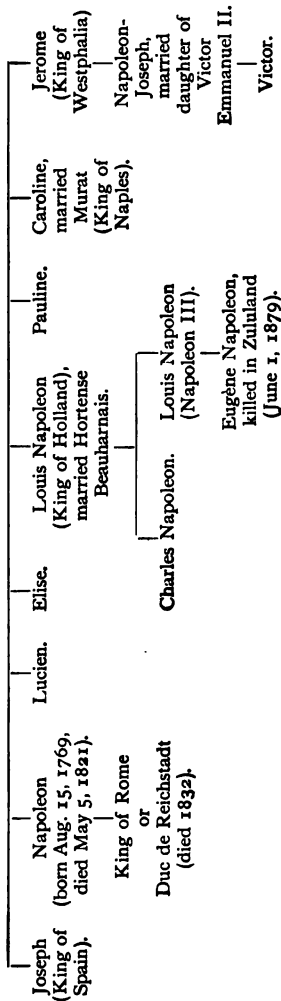 Joseph
(King of
Spain).
Napoleon
(born Aug. 15, 1769,
died May 5, 1821).
King of Rome
or
Duc de Reichstadt
(died 1832).
Lucien.
Elise.
Louis Napoleon
(King of Holland),
married Hortense
Beauharnais.
Charles Napoleon.
Louis Napoleon
(Napoleon III).
Eugène Napoleon,
killed in Zululand
(June 1, 1879).
Pauline.
Caroline,
married
Murat
(King of
Naples).
Jerome
(King of
Westphalia)
Napoleon-
Joseph,
married
daughter of
Victor
Emmanuel II.
Victor.